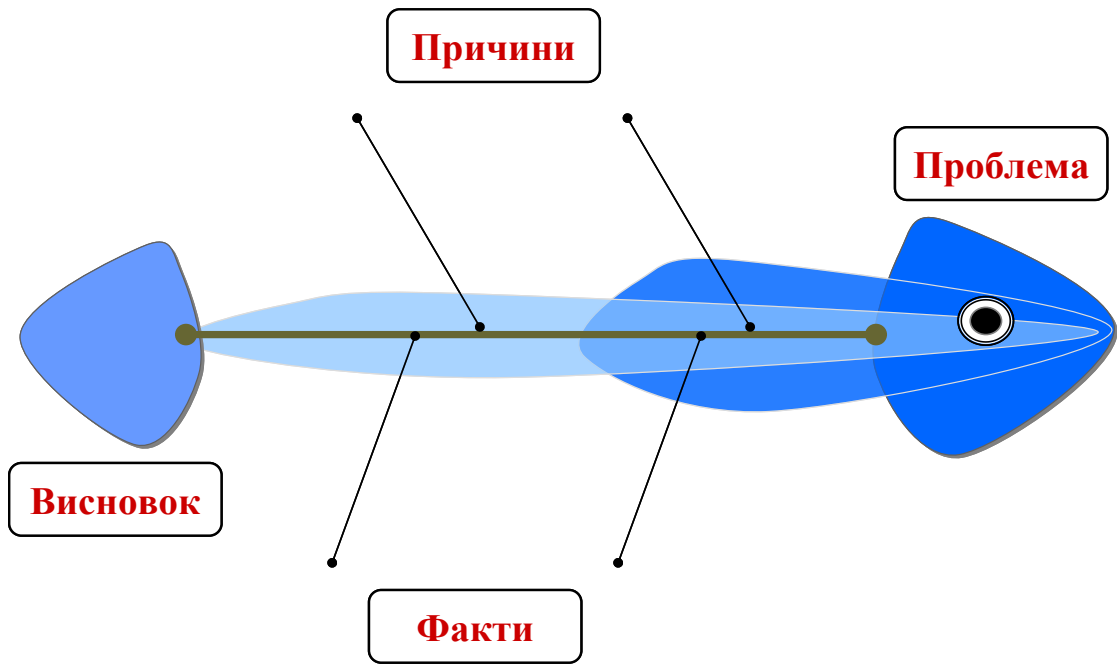 Причини
Проблема
Висновок
Факти